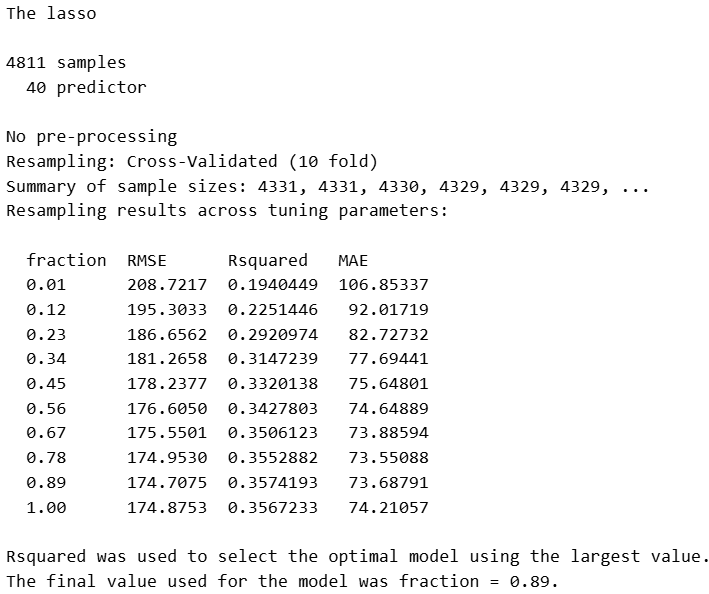 The lasso
4811 samples
40 predictor
No pre-processing
Resampling: Cross-Validated (10 fold)
Summary of sample sizes: 4331, 4331, 4330, 4329, 4329, 4329, ...
Resampling results across tuning parameters:
fraction RMSE Rsquared MAE
0.01 208.7217 0.1940449 106.85337
0.12 195.3033 0.2251446 92.01719
0.23 186.6562 0.2920974 82.72732
0.34 181.2658 0.3147239 77.69441
0.45 178.2377 0.3320138 75.64801
0.56 176.6050 0.3427803 74.64889
0.67 175.5501 0.3506123 73.88594
0.78 174.9530 0.3552882 73.55088
0.89 174.7075 0.3574193 73.68791
1.00 174.8753 0.3567233 74.21057
Rsquared was used to select the optimal model using the largest value.
The final value used for the model was fraction = 0.89.